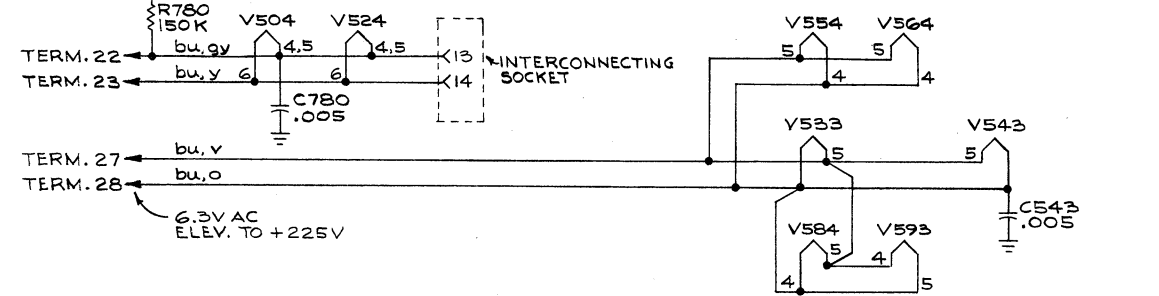 R780
150K
V504
V524
V554
V564
TERM. 22
bu, gy
4,5
4,5
13
INTERCONNECTING
SOCKET
5
5
TERM. 23
bu, y
6
6
14
4
4
C780
.005
V533
V543
TERM. 27
bu, v
5
5
TERM. 28
bu, o
6.3V AC
ELEV. TO +225V
C543
.005
V584
V593
5
4
4
5